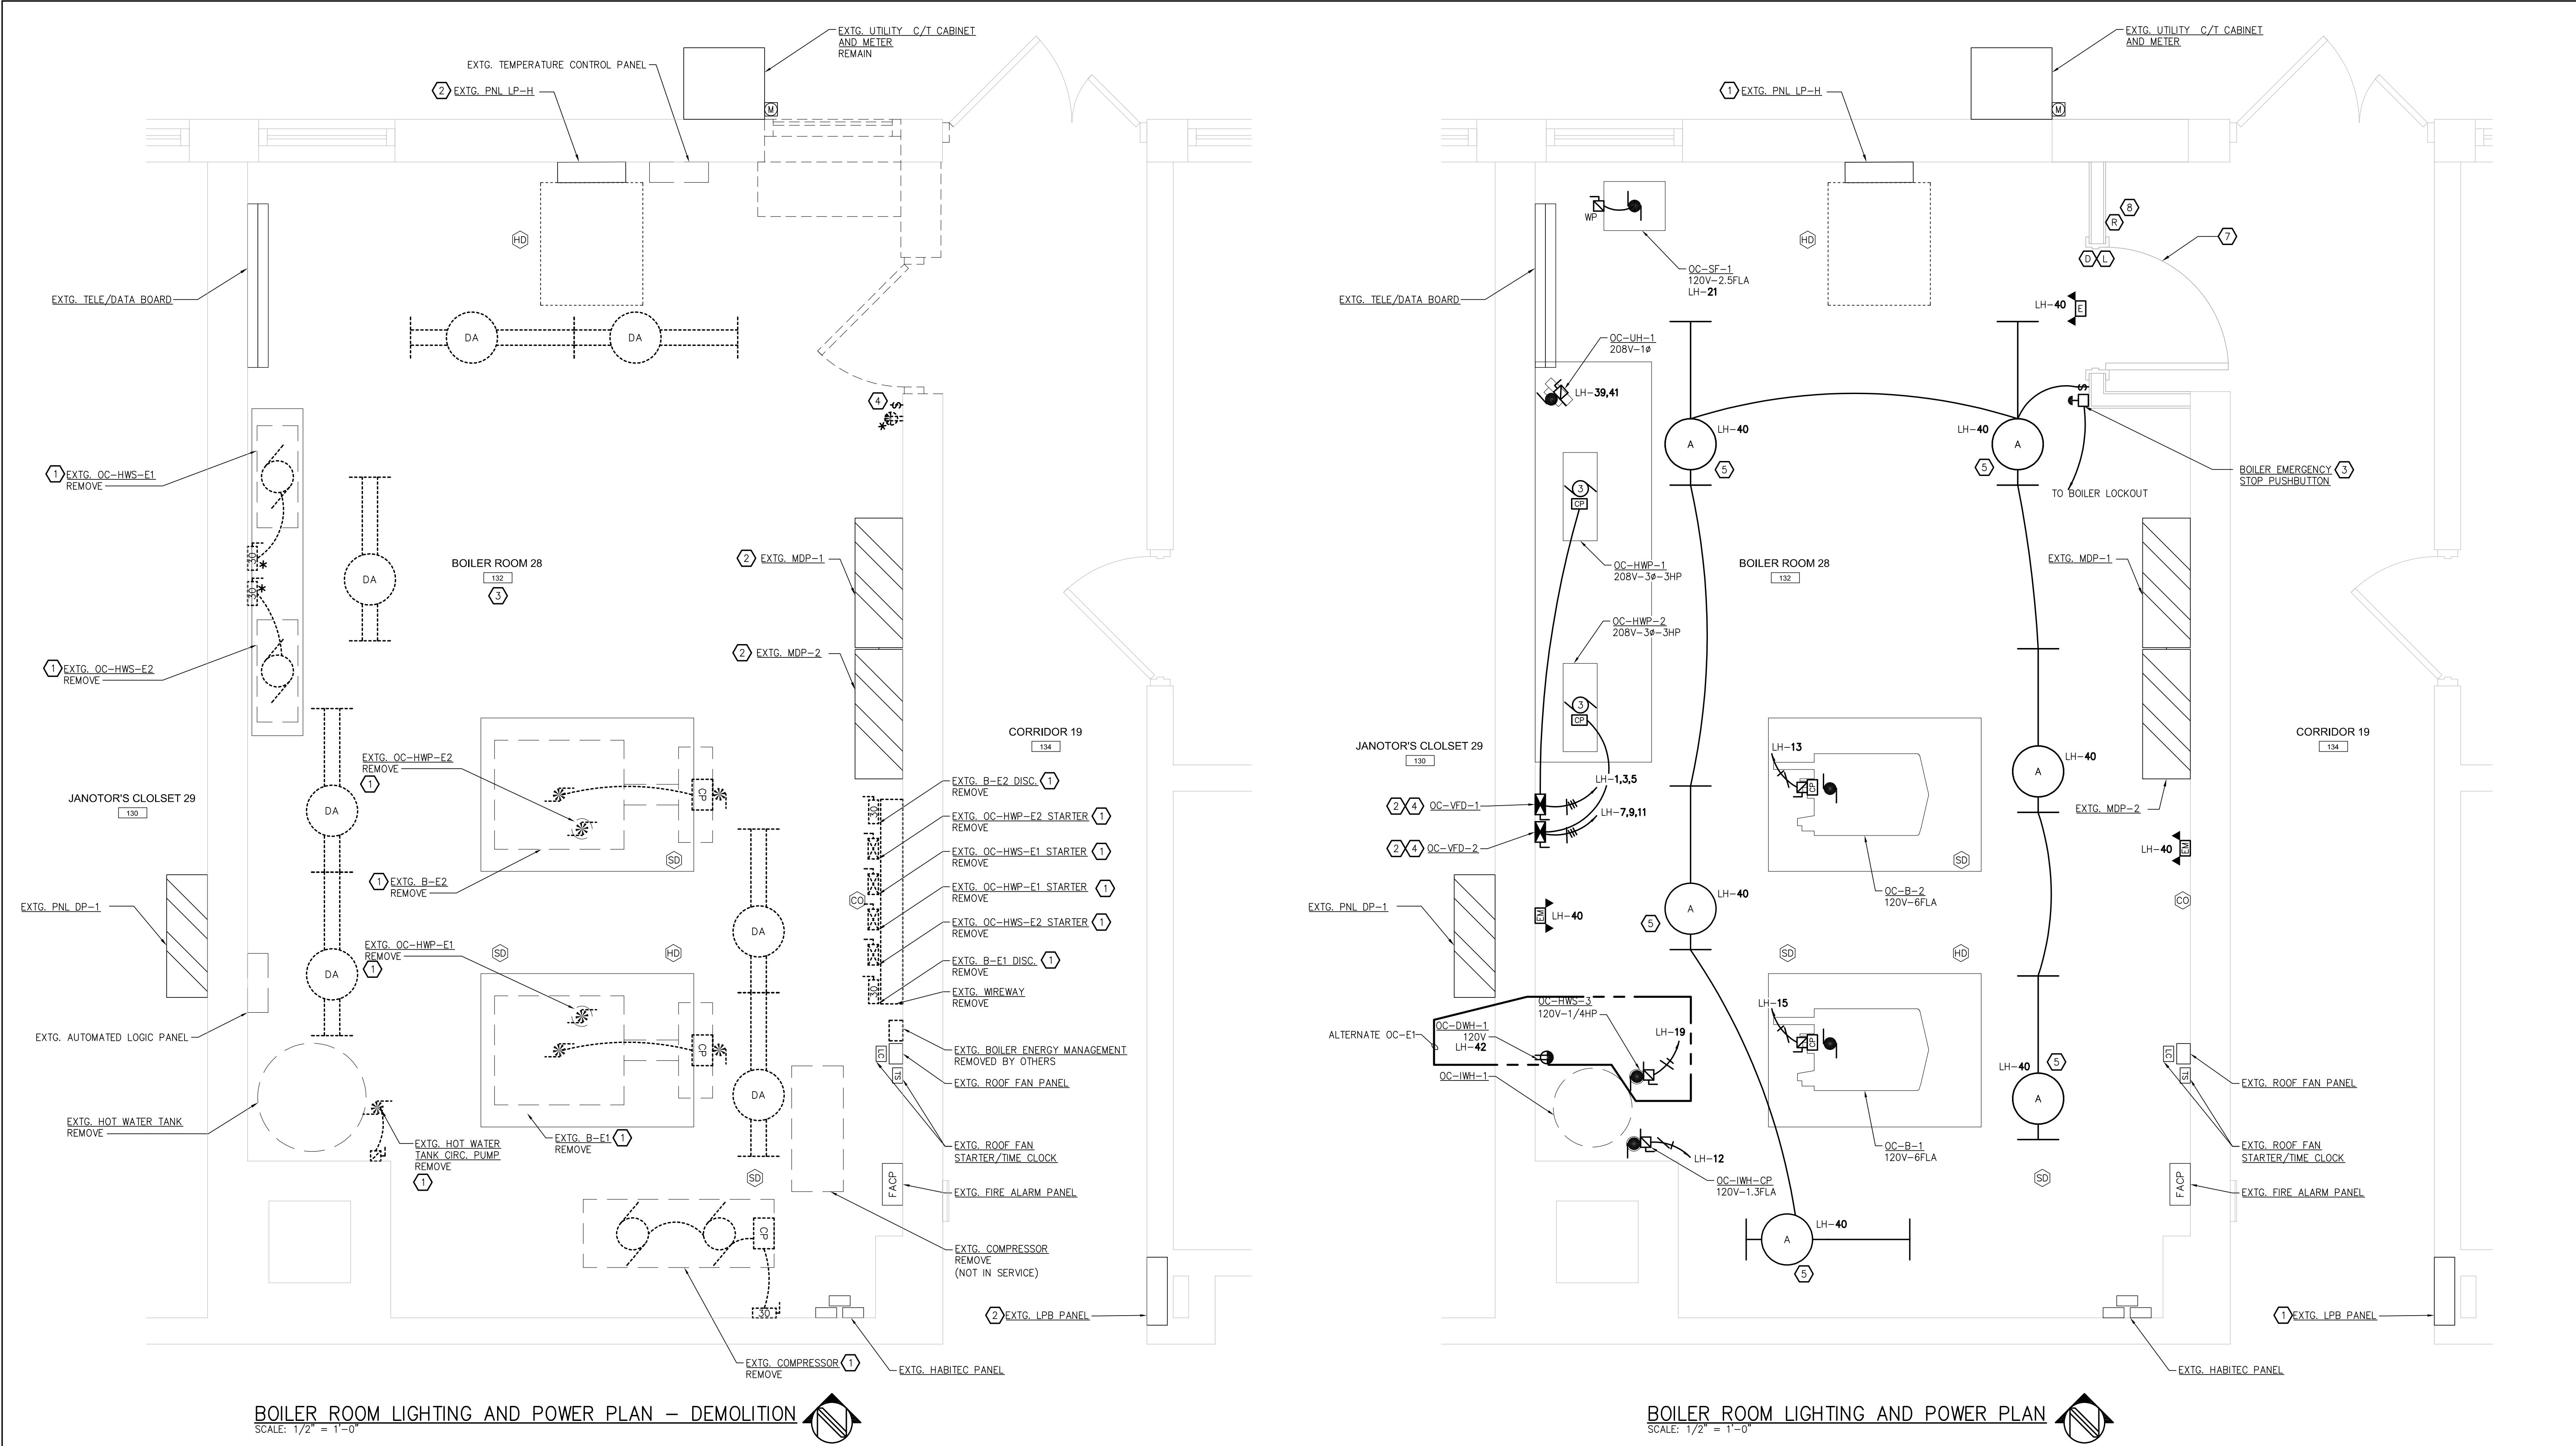 EXTG. UTILITY C/T CABINET
AND METER
REMAIN
EXTG. TEMPERATURE CONTROL PANEL
2 EXTG. PNL LP-H
M
HD
EXTG. TELE/DATA BOARD
DA
DA
4
S
*
1 EXTG. OC-HWS-E1
REMOVE
30
*
30
*
DA
BOILER ROOM 28
132
3
2 EXTG. MDP-1
2 EXTG. MDP-2
1 EXTG. OC-HWS-E2
REMOVE
CORRIDOR 19
134
EXTG. OC-HWP-E2
REMOVE
1
JANOTOR'S CLOLSET 29
130
DA
CP
SD
1 EXTG. B-E2
REMOVE
EXTG. B-E2 DISC. 1
REMOVE
EXTG. OC-HWP-E2 STARTER 1
REMOVE
EXTG. OC-HWS-E1 STARTER 1
REMOVE
EXTG. OC-HWP-E1 STARTER 1
REMOVE
EXTG. OC-HWS-E2 STARTER 1
REMOVE
EXTG. B-E1 DISC. 1
REMOVE
EXTG. WIREWAY
REMOVE
30
30
CO
EXTG. PNL DP-1
DA
EXTG. OC-HWP-E1
REMOVE
1
SD
HD
DA
EXTG. AUTOMATED LOGIC PANEL
CP
LC
TS
EXTG. BOILER ENERGY MANAGEMENT
REMOVED BY OTHERS
EXTG. ROOF FAN PANEL
DA
EXTG. HOT WATER TANK
REMOVE
EXTG. HOT WATER
TANK CIRC. PUMP
REMOVE
1
EXTG. B-E1 1
REMOVE
EXTG. ROOF FAN
STARTER/TIME CLOCK
SD
FACP
EXTG. FIRE ALARM PANEL
CP
30
EXTG. COMPRESSOR
REMOVE
(NOT IN SERVICE)
2 EXTG. LPB PANEL
EXTG. COMPRESSOR 1
REMOVE
EXTG. HABITEC PANEL
BOILER ROOM LIGHTING AND POWER PLAN - DEMOLITION
SCALE: 1/2" = 1'-0"
N
EXTG. UTILITY C/T CABINET
AND METER
1 EXTG. PNL LP-H
M
WP
HD
R
8
7
D L
OC-SF-1
120V-2.5FLA
LH-21
EXTG. TELE/DATA BOARD
LH-40
E
OC-UH-1
208V-1ø
LH-39,41
S
A LH-40
5
LH-40 A
5
BOILER EMERGENCY 3
STOP PUSHBUTTON
TO BOILER LOCKOUT
3
CP
OC-HWP-1
208V-3ø-3HP
BOILER ROOM 28
132
EXTG. MDP-1
OC-HWP-2
208V-3ø-3HP
3
CP
JANOTOR'S CLOLSET 29
130
CORRIDOR 19
134
LH-13
CP
LH-40
A
LH-1,3,5
2 4 OC-VFD-1
LH-7,9,11
2 4 OC-VFD-2
EXTG. MDP-2
LH-40 EM
SD
OC-B-2
120V-6FLA
CO
EXTG. PNL DP-1
EM LH-40
A LH-40
5
SD
HD
OC-HWS-3
120V-1/4HP
LH-15
CP
ALTERNATE OC-E1
OC-DWH-1
120V
LH-42
LH-19
OC-IWH-1
LH-40
5
A
LC
TS
EXTG. ROOF FAN PANEL
LH-12
OC-IWH-CP
120V-1.3FLA
OC-B-1
120V-6FLA
SD
EXTG. ROOF FAN
STARTER/TIME CLOCK
FACP
EXTG. FIRE ALARM PANEL
A LH-40
5
1 EXTG. LPB PANEL
EXTG. HABITEC PANEL
BOILER ROOM LIGHTING AND POWER PLAN
SCALE: 1/2" = 1'-0"
N